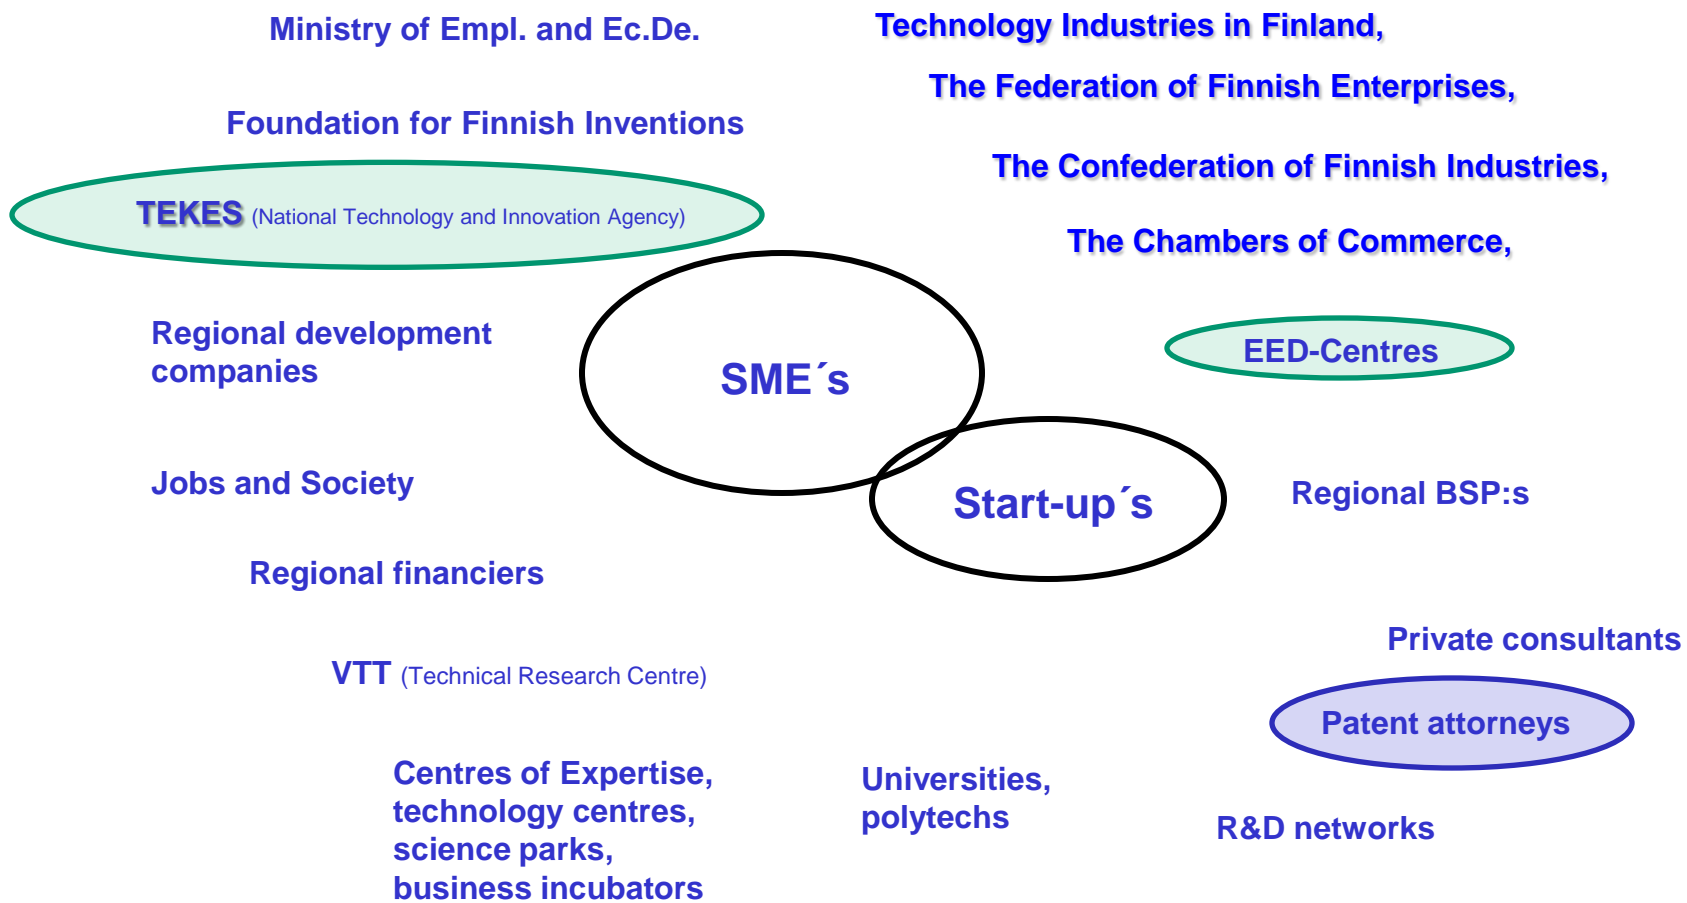 Ministry of Empl. and Ec.De.
Technology Industries in Finland,
The Federation of Finnish Enterprises,
Foundation for Finnish Inventions
The Confederation of Finnish Industries,
TEKES (National Technology and Innovation Agency)
The Chambers of Commerce,
Regional development
companies
SME´s
EED-Centres
Jobs and Society
Start-up´s
Regional BSP:s
Regional financiers
Private consultants
VTT (Technical Research Centre)
Patent attorneys
Centres of Expertise,
technology centres,
science parks,
business incubators
Universities,
polytechs
R&D networks